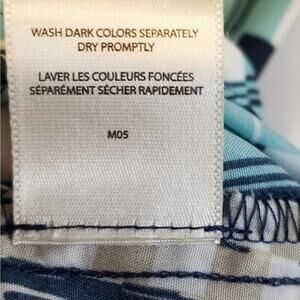 WASH DARK COLORS SEPARATELY
DRY PROMPTLY
LAVER LES COULEURS FONCÉES
SÉPARÉMENT SÉCHER RAPIDEMENT
M05